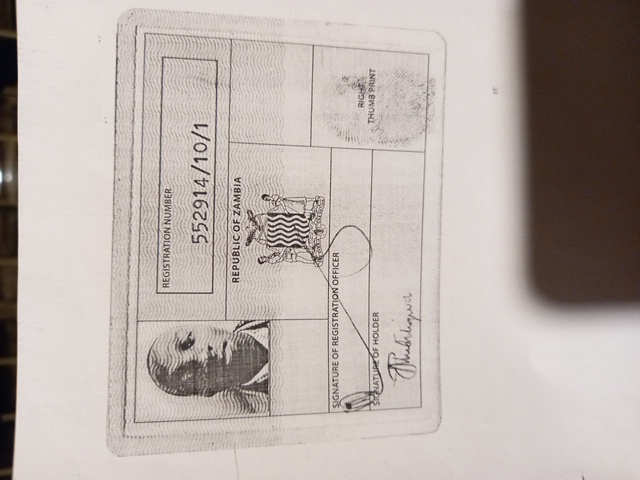 REGISTRATION NUMBER
552914/10/1
REPUBLIC OF ZAMBIA
SIGNATURE OF REGISTRATION OFFICER
SIGNATURE OF HOLDER
RIGHT
THUMB PRINT